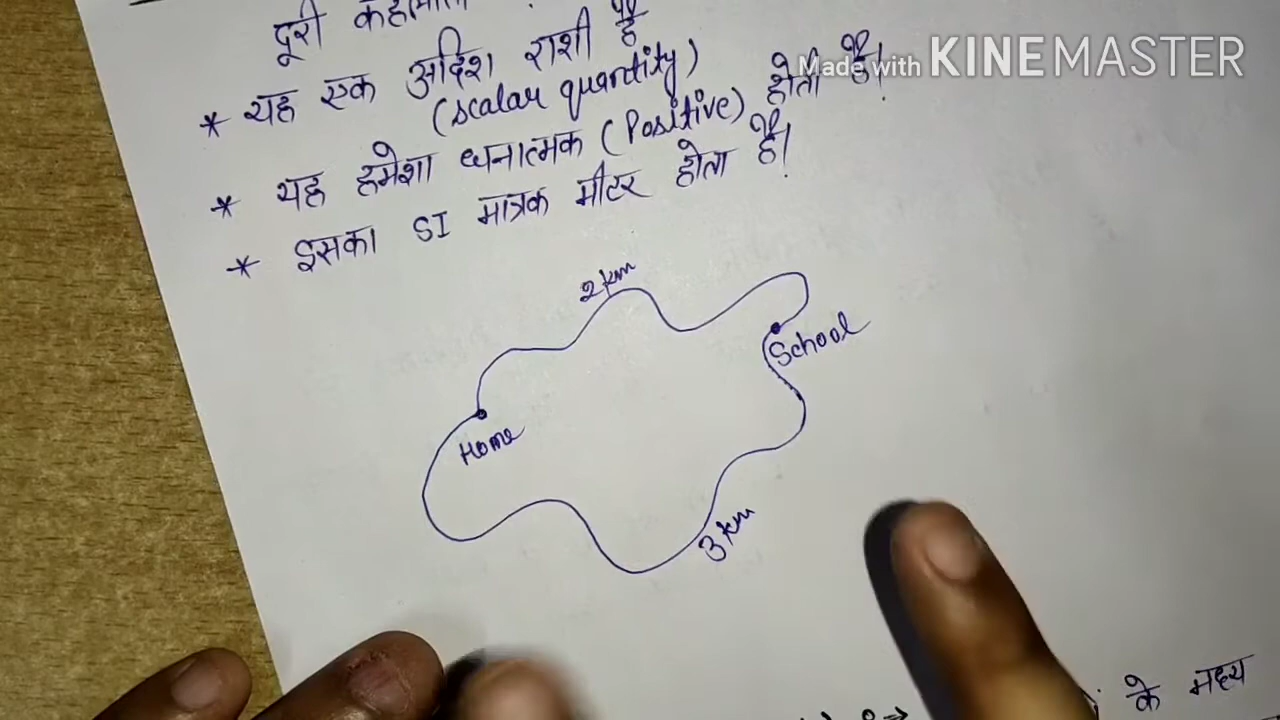 दूरी
* यह एक अदिश राशी है
(scalar quantity)
* यह हमेशा धनात्मक (Positive) होती है।
* इसका SI मात्रक मीटर होता है।
2 km
School
Home
3 km
के मध्य
Made with KINEMASTER